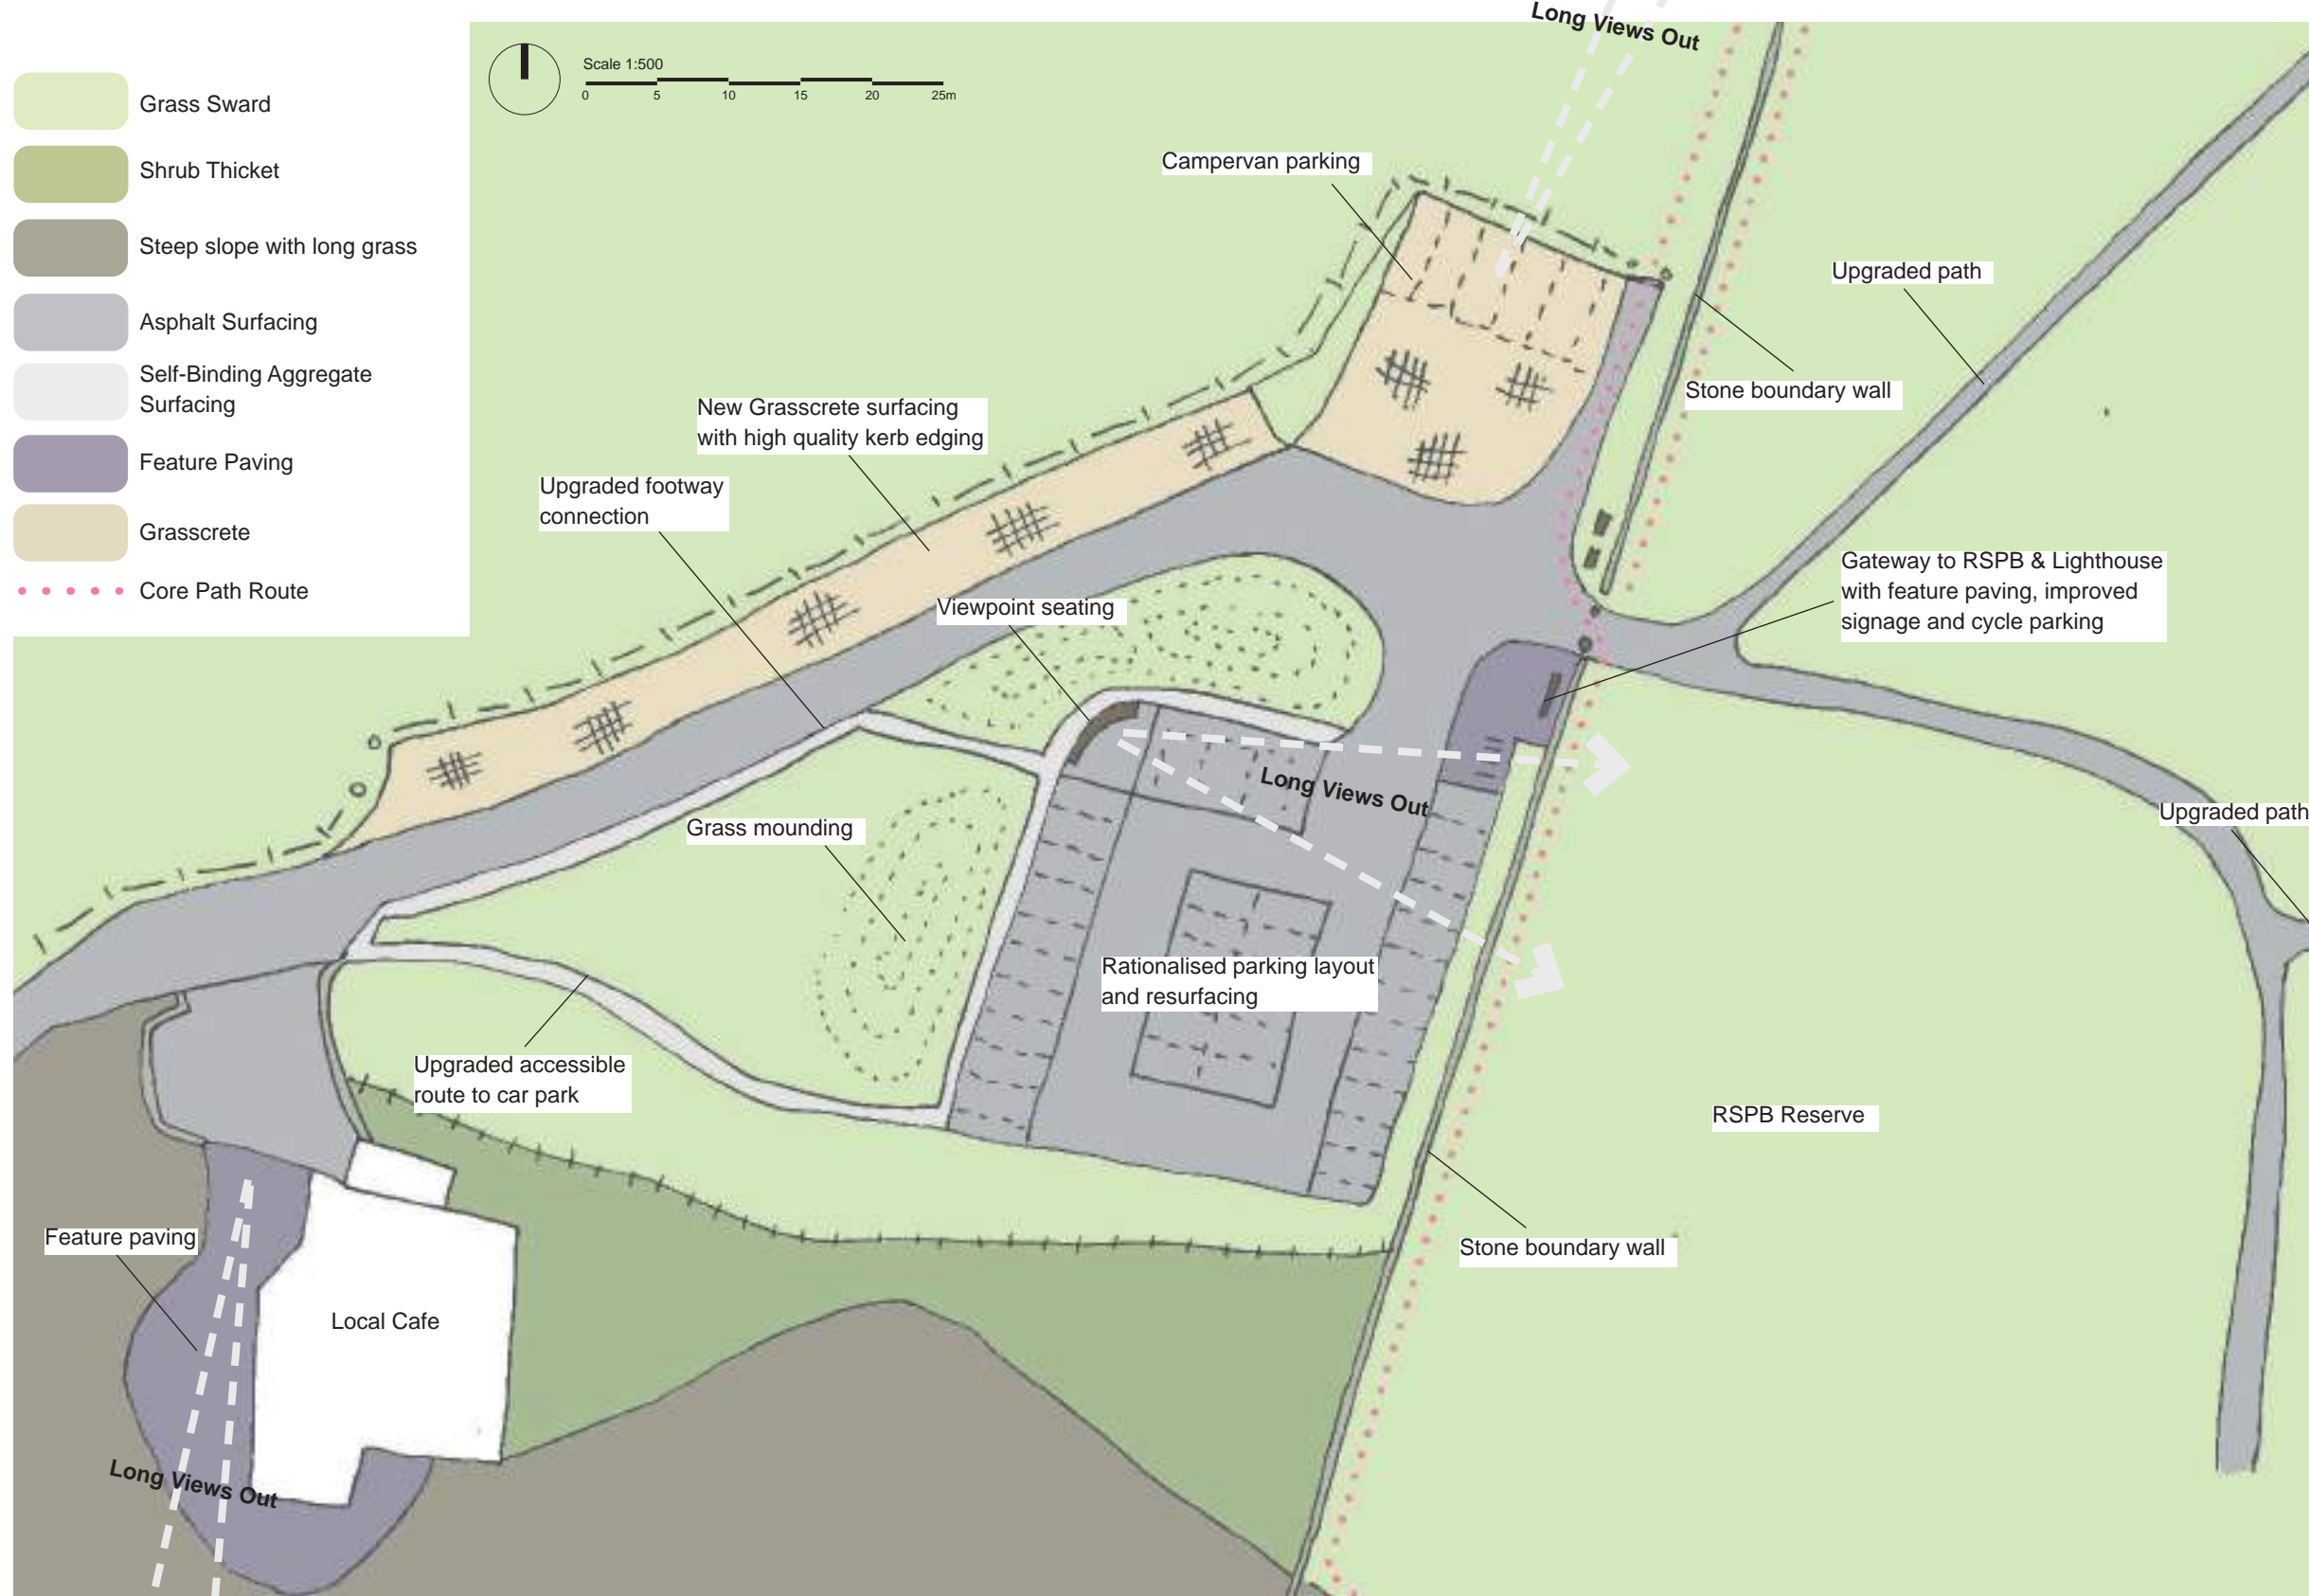 Long Views Out
Scale 1:500
0 5 10 15 20 25m
Grass Sward
Shrub Thicket
Steep slope with long grass
Asphalt Surfacing
Self-Binding Aggregate
Surfacing
Feature Paving
Grasscrete
Core Path Route
Campervan parking
Upgraded path
Stone boundary wall
New Grasscrete surfacing
with high quality kerb edging
Upgraded footway
connection
Viewpoint seating
Gateway to RSPB & Lighthouse
with feature paving, improved
signage and cycle parking
Long Views Out
Upgraded path
Grass mounding
Rationalised parking layout
and resurfacing
Upgraded accessible
route to car park
RSPB Reserve
Feature paving
Stone boundary wall
Local Cafe
Long Views Out